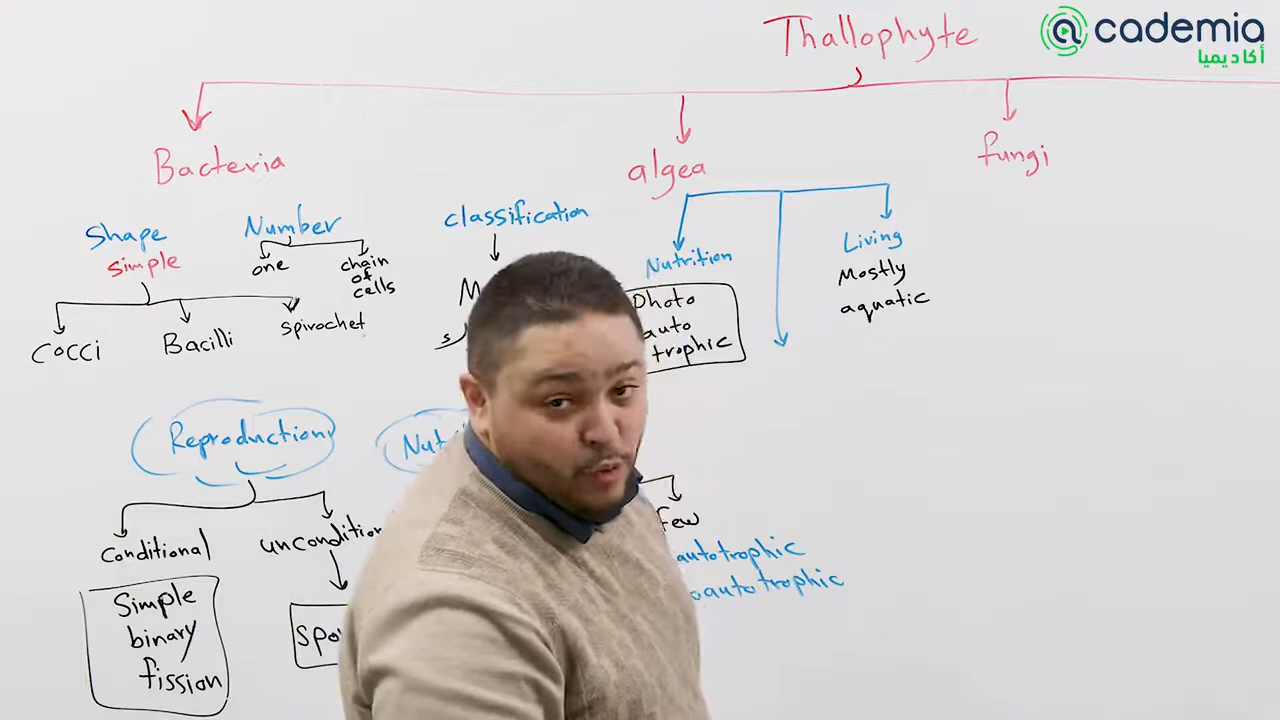 Thallophyte
@cademia
أكاديميا
Bacteria
algea
fungi
Shape
simple
Number
one
chain
of
cells
COCCi
Bacilli
spirochet
classification
Nutrition
Photo
auto
trophic
Living
Mostly
aquatic
Reproduction
conditional
Simple
binary
fission
few
autotrophic